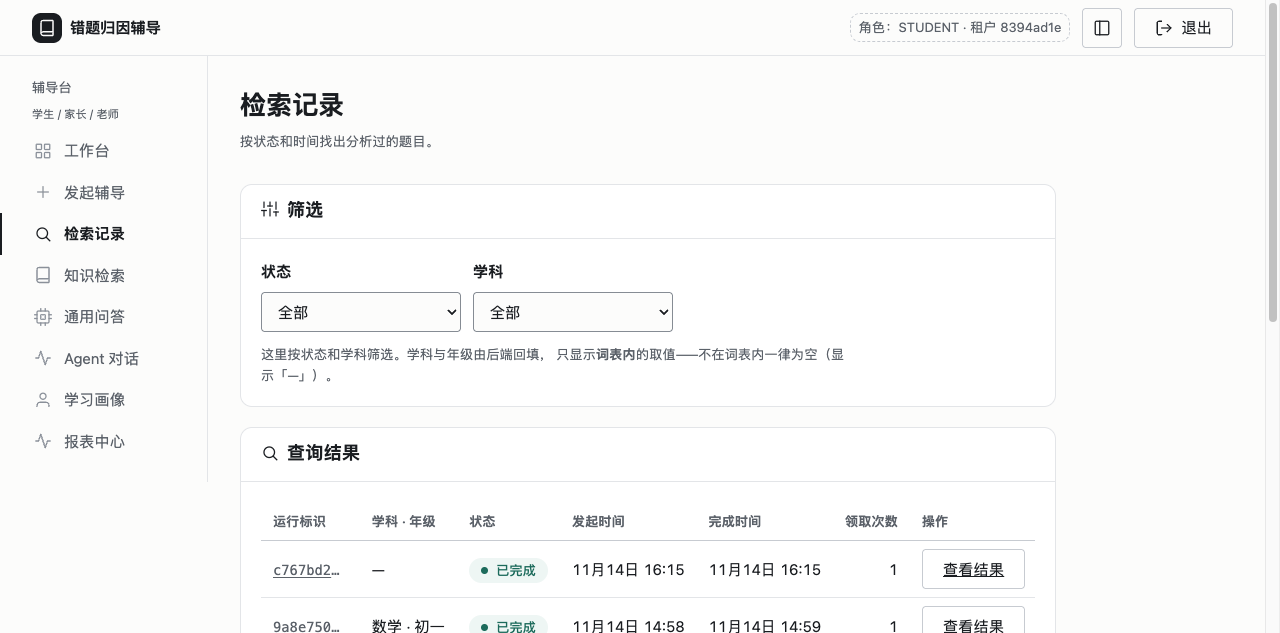 错题归因辅导
角色：STUDENT · 租户 8394ad1e
退出
辅导台
学生 / 家长 / 老师
工作台
发起辅导
检索记录
知识检索
通用问答
Agent 对话
学习画像
报表中心
检索记录
按状态和时间找出分析过的题目。
筛选
状态
学科
全部
全部
这里按状态和学科筛选。学科与年级由后端回填， 只显示词表内的取值——不在词表内一律为空（显
示「—」）。
查询结果
运行标识 学科 · 年级 状态 发起时间 完成时间 领取次数 操作
c767bd2… — 已完成 11月14日 16:15 11月14日 16:15 1 查看结果
9a8e750… 数学 · 初一 已完成 11月14日 14:58 11月14日 14:59 1 查看结果